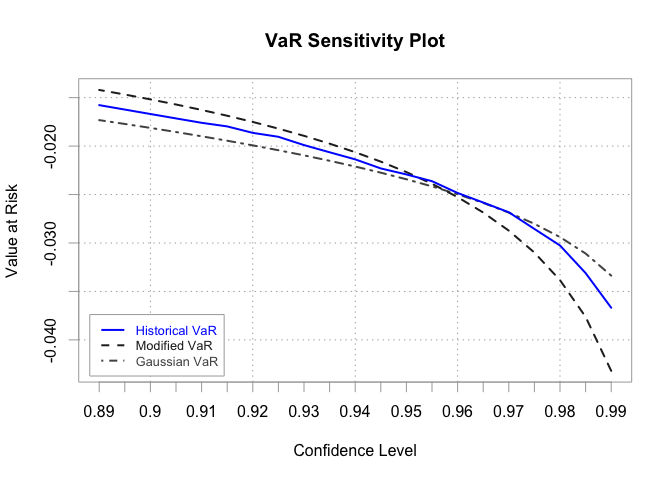 VaR Sensitivity Plot
Value at Risk
-0.020
-0.030
-0.040
Historical VaR
Modified VaR
Gaussian VaR
0.89 0.9 0.91 0.92 0.93 0.94 0.95 0.96 0.97 0.98 0.99
Confidence Level